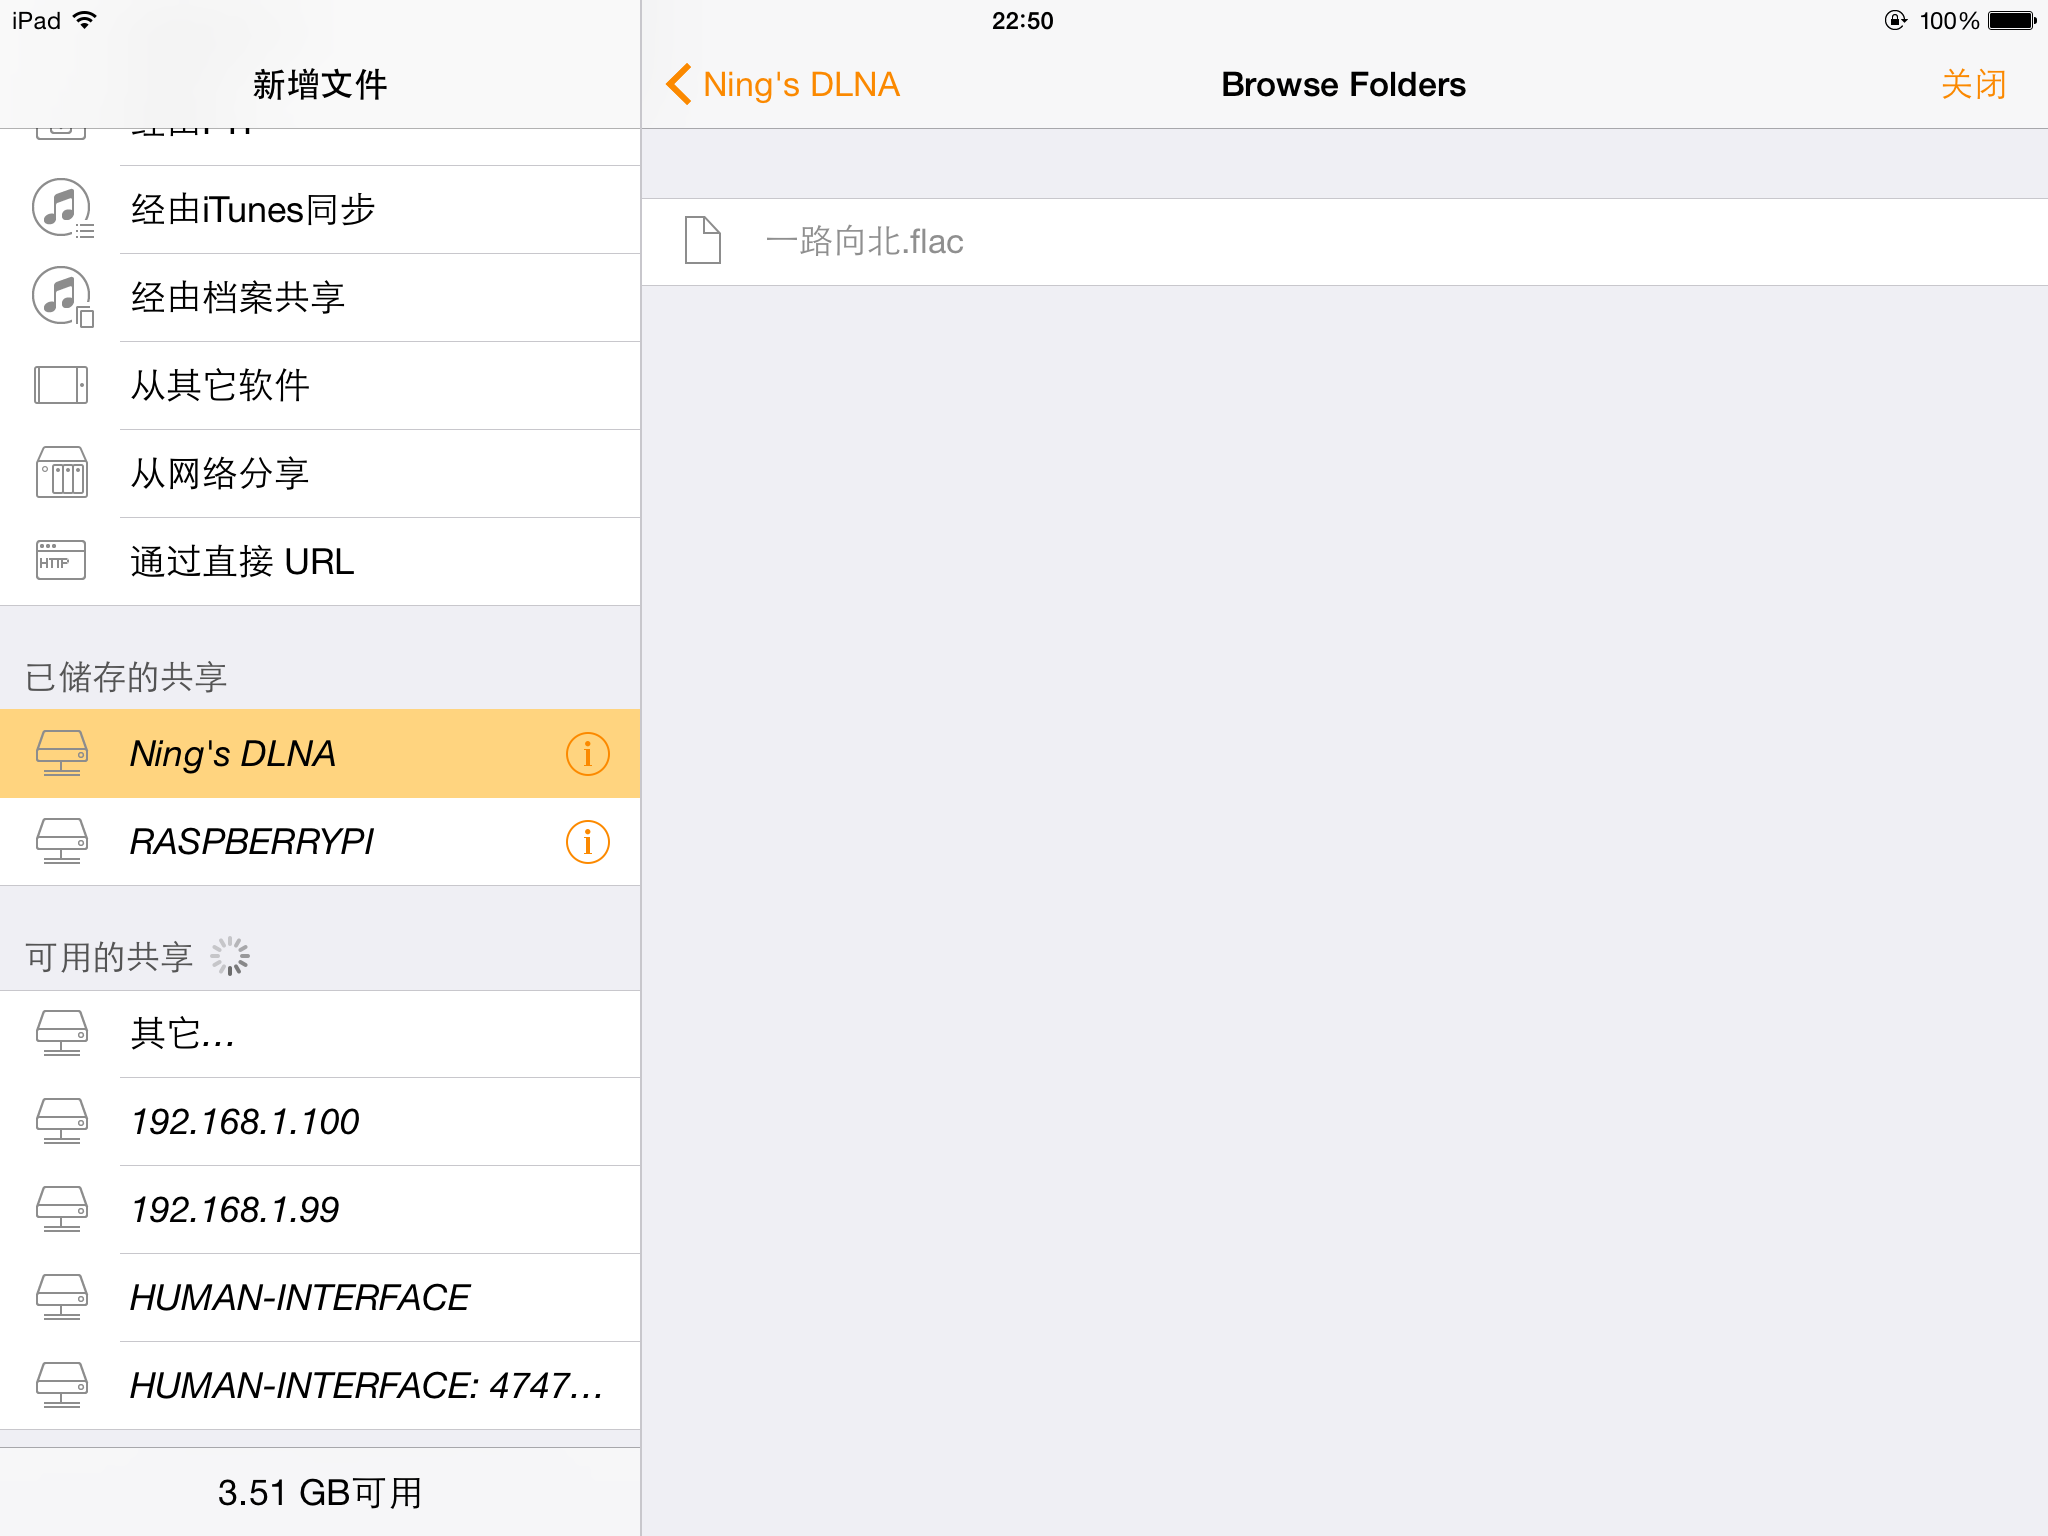 iPad
22:50
100%
新增文件
Ning's DLNA
Browse Folders
关闭
经由iTunes同步
经由档案共享
从其它软件
从网络分享
HTTP
通过直接 URL
已储存的共享
Ning's DLNA
RASPBERRYPI
可用的共享
其它...
192.168.1.100
192.168.1.99
HUMAN-INTERFACE
HUMAN-INTERFACE: 4747...
3.51 GB可用
一路向北.flac